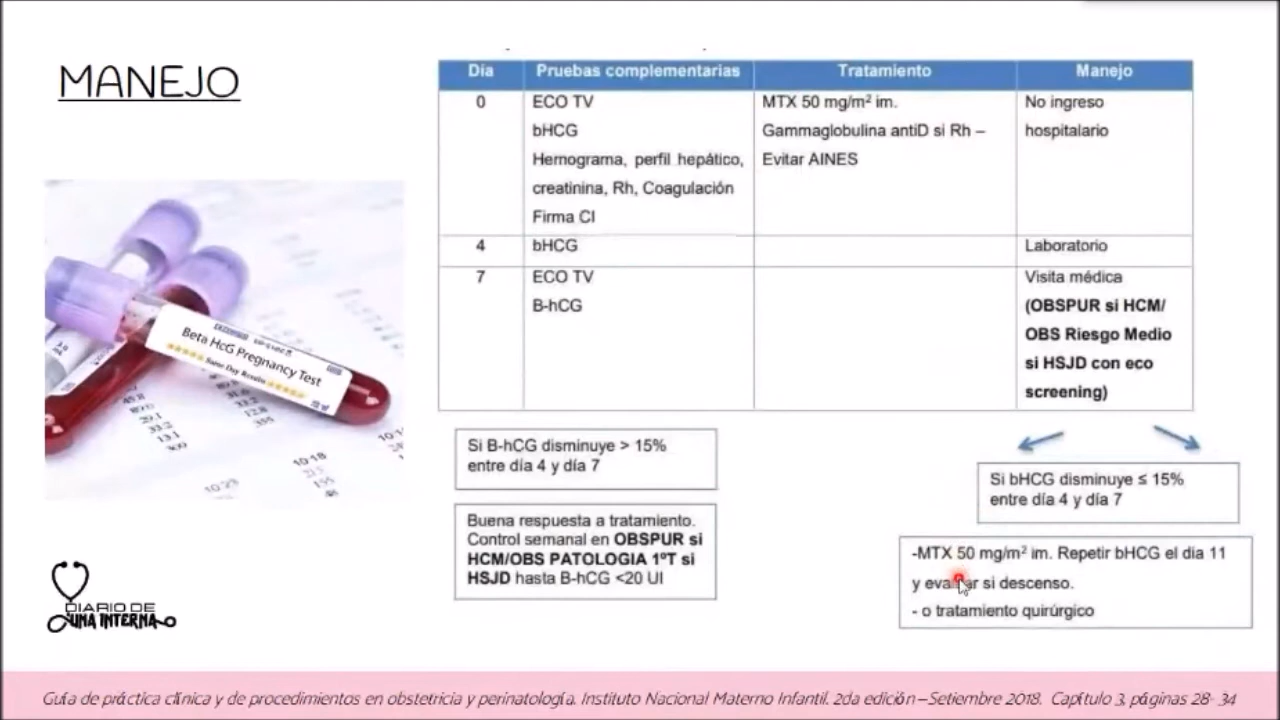 MANEJO
Día Pruebas complementarias Tratamiento Manejo
0 ECO TV MTX 50 mg/m² im. No ingreso
bHCG Gammaglobulina antiD si Rh – hospitalario
Hemograma, perfil hepático, Evitar AINES
creatinina, Rh, Coagulación
Firma CI
4 bHCG Laboratorio
7 ECO TV Visita médica
B-hCG (OBSPUR si HCM/
OBS Riesgo Medio
si HSJD con eco
screening)
Beta HcG Pregnancy Test
Same Day Results
10:18
10:29
Si B-hCG disminuye > 15%
entre día 4 y día 7
Buena respuesta a tratamiento.
Control semanal en OBSPUR si
HCM/OBS PATOLOGIA 1ºT si
HSJD hasta B-hCG <20 UI
Si bHCG disminuye ≤ 15%
entre día 4 y día 7
-MTX 50 mg/m² im. Repetir bHCG el dia 11
y evaluar si descenso.
- o tratamiento quirúrgico
DIARIO DE
UNA INTERNA
Guía de práctica clínica y de procedimientos en obstetricia y perinatología. Instituto Nacional Materno Infantil. 2da edición – Setiembre 2018. Capítulo 3, páginas 28- 34